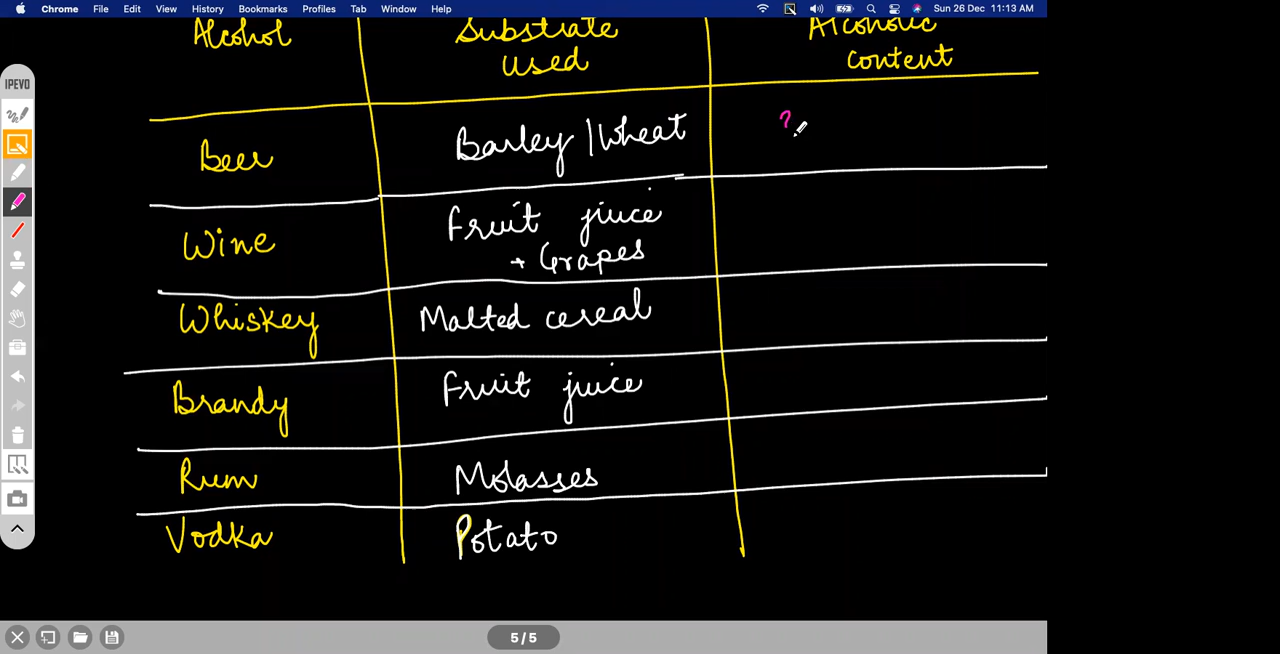 Chrome File Edit View History Bookmarks Profiles Tab Window Help Sun 26 Dec 11:13 AM
IPEVO
Alcohol Substrate Used Alcoholic content
Beer Barley | Wheat ?
Wine Fruit jiuce + Grapes
Whiskey Malted cereal
Brandy Fruit juice
Rum Molasses
Vodka Potato
5/5